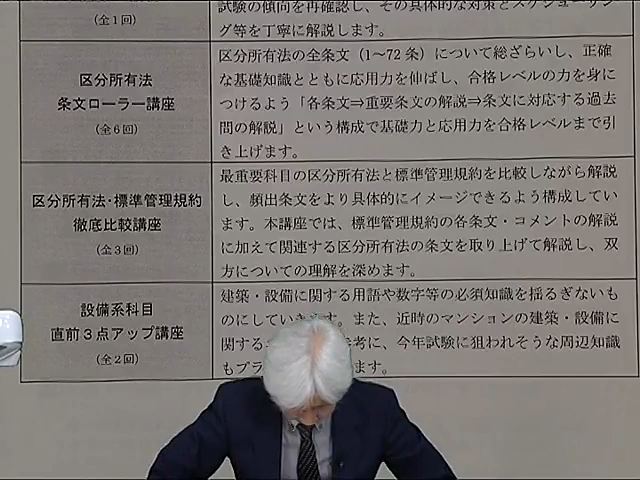 試験の傾向を再確認し、その具体的な対策とスケジューリン
(全1回)
グ等を丁寧に解説します。
区分所有法
条文ローラー講座
(全6回)
区分所有法の全条文（1～72条）について総ざらいし、正確
な基礎知識とともに応用力を伸ばし、合格レベルの力を身に
つけるよう「各条文⇒重要条文の解説⇒条文に対応する過去
問の解説」という構成で基礎力と応用力を合格レベルまで引
き上げます。
区分所有法・標準管理規約
徹底比較講座
(全3回)
最重要科目の区分所有法と標準管理規約を比較しながら解説
し、頻出条文をより具体的にイメージできるよう構成してい
ます。本講座では、標準管理規約の各条文・コメントの解説
に加えて関連する区分所有法の条文を取り上げて解説し、双
方についての理解を深めます。
設備系科目
直前3点アップ講座
(全2回)
建築・設備に関する用語や数字等の必須知識を揺るぎないも
のにしていきます。また、近時のマンションの建築・設備に
関する 参考に、今年試験に狙われそうな周辺知識
もプラ ます。